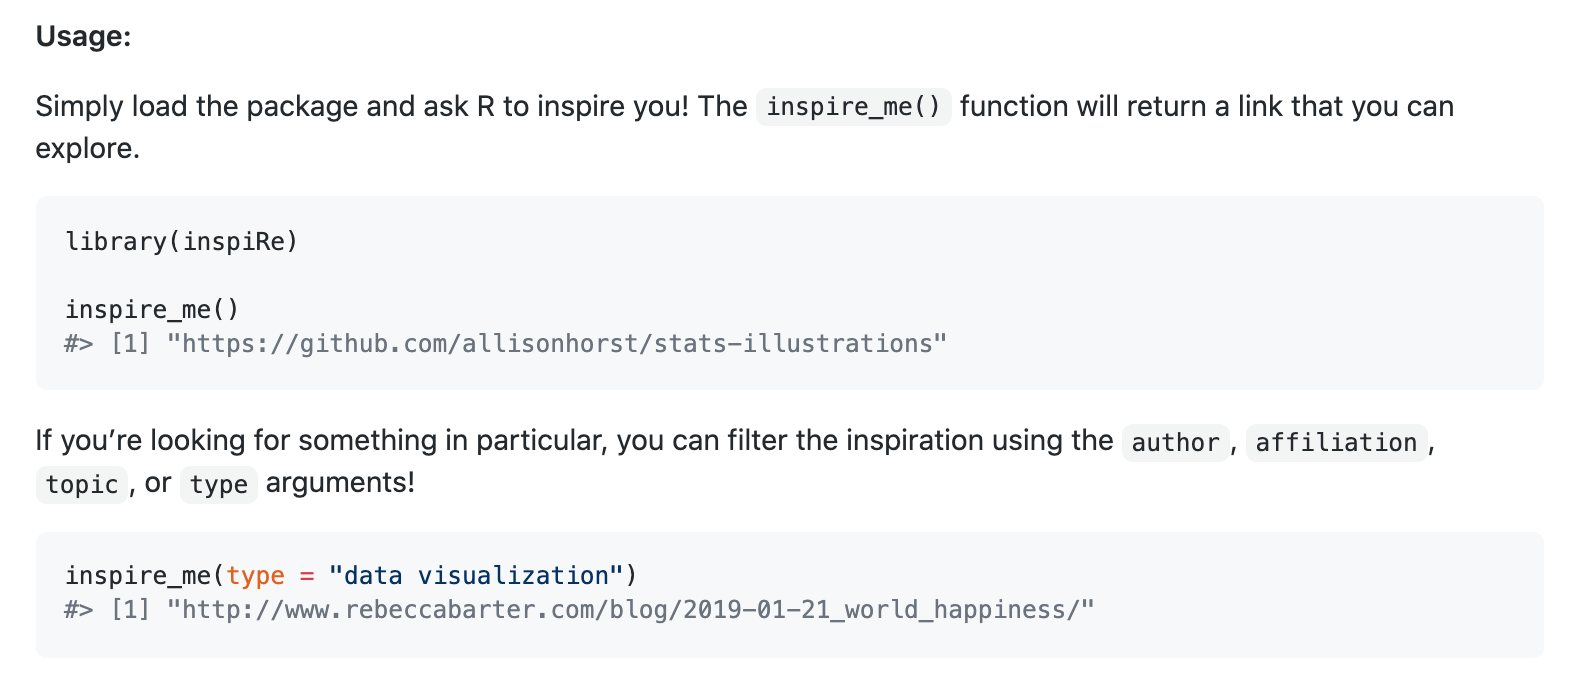 Usage:
Simply load the package and ask R to inspire you! The inspire_me() function will return a link that you can
explore.
library(inspiRe)
inspire_me()
#> [1] "https://github.com/allisonhorst/stats-illustrations"
If you’re looking for something in particular, you can filter the inspiration using the author, affiliation,
topic, or type arguments!
inspire_me(type = "data visualization")
#> [1] "http://www.rebeccabarter.com/blog/2019-01-21_world_happiness/"